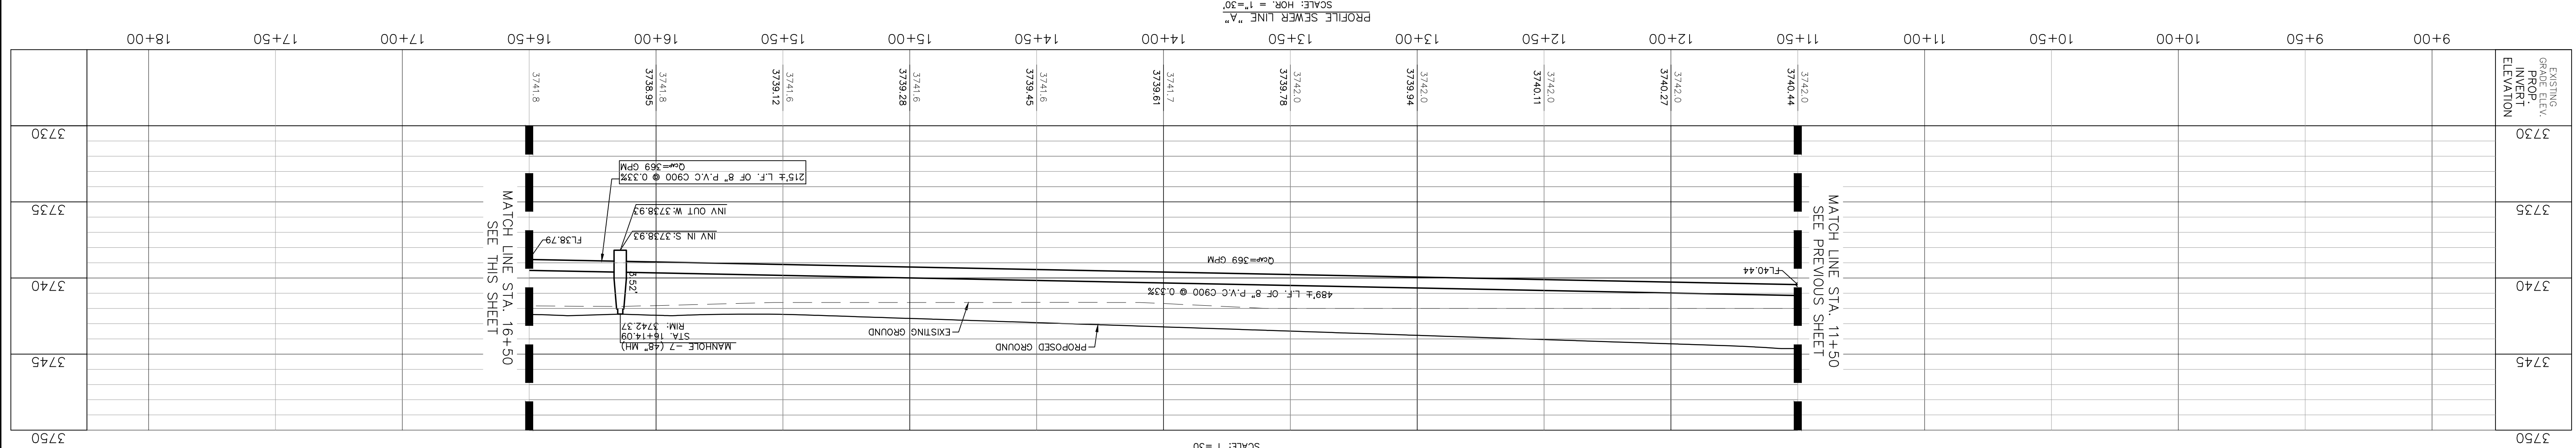 SCALE: 1"=30'
3750
3750
3745
3745
3740
3740
3735
3735
3730
3730
MATCH LINE STA. 11+50
SEE PREVIOUS SHEET
FL40.44
PROPOSED GROUND
EXISTING GROUND
489'± L.F. OF 8" P.V.C C900 @ 0.33%
QCAP=369 GPM
MANHOLE -7 (48" MH)
STA. 16+14.09
RIM: 3742.37
INV IN S: 3738.93
INV OUT W: 3738.93
215'± L.F. OF 8" P.V.C C900 @ 0.33%
QCAP=369 GPM
FL38.79
MATCH LINE STA. 16+50
SEE THIS SHEET
EXISTING
GRADE ELEV.
PROP.
INVERT
ELEVATION
3742.0
3740.44
3742.0
3740.27
3742.0
3740.11
3742.0
3739.94
3742.0
3739.78
3741.7
3739.61
3741.6
3739.45
3741.6
3739.28
3741.6
3739.12
3741.8
3738.95
3741.8
9+00
9+50
10+00
10+50
11+00
11+50
12+00
12+50
13+00
13+50
14+00
14+50
15+00
15+50
16+00
16+50
17+00
17+50
18+00
PROFILE SEWER LINE "A"
SCALE: HOR. = 1"=30'